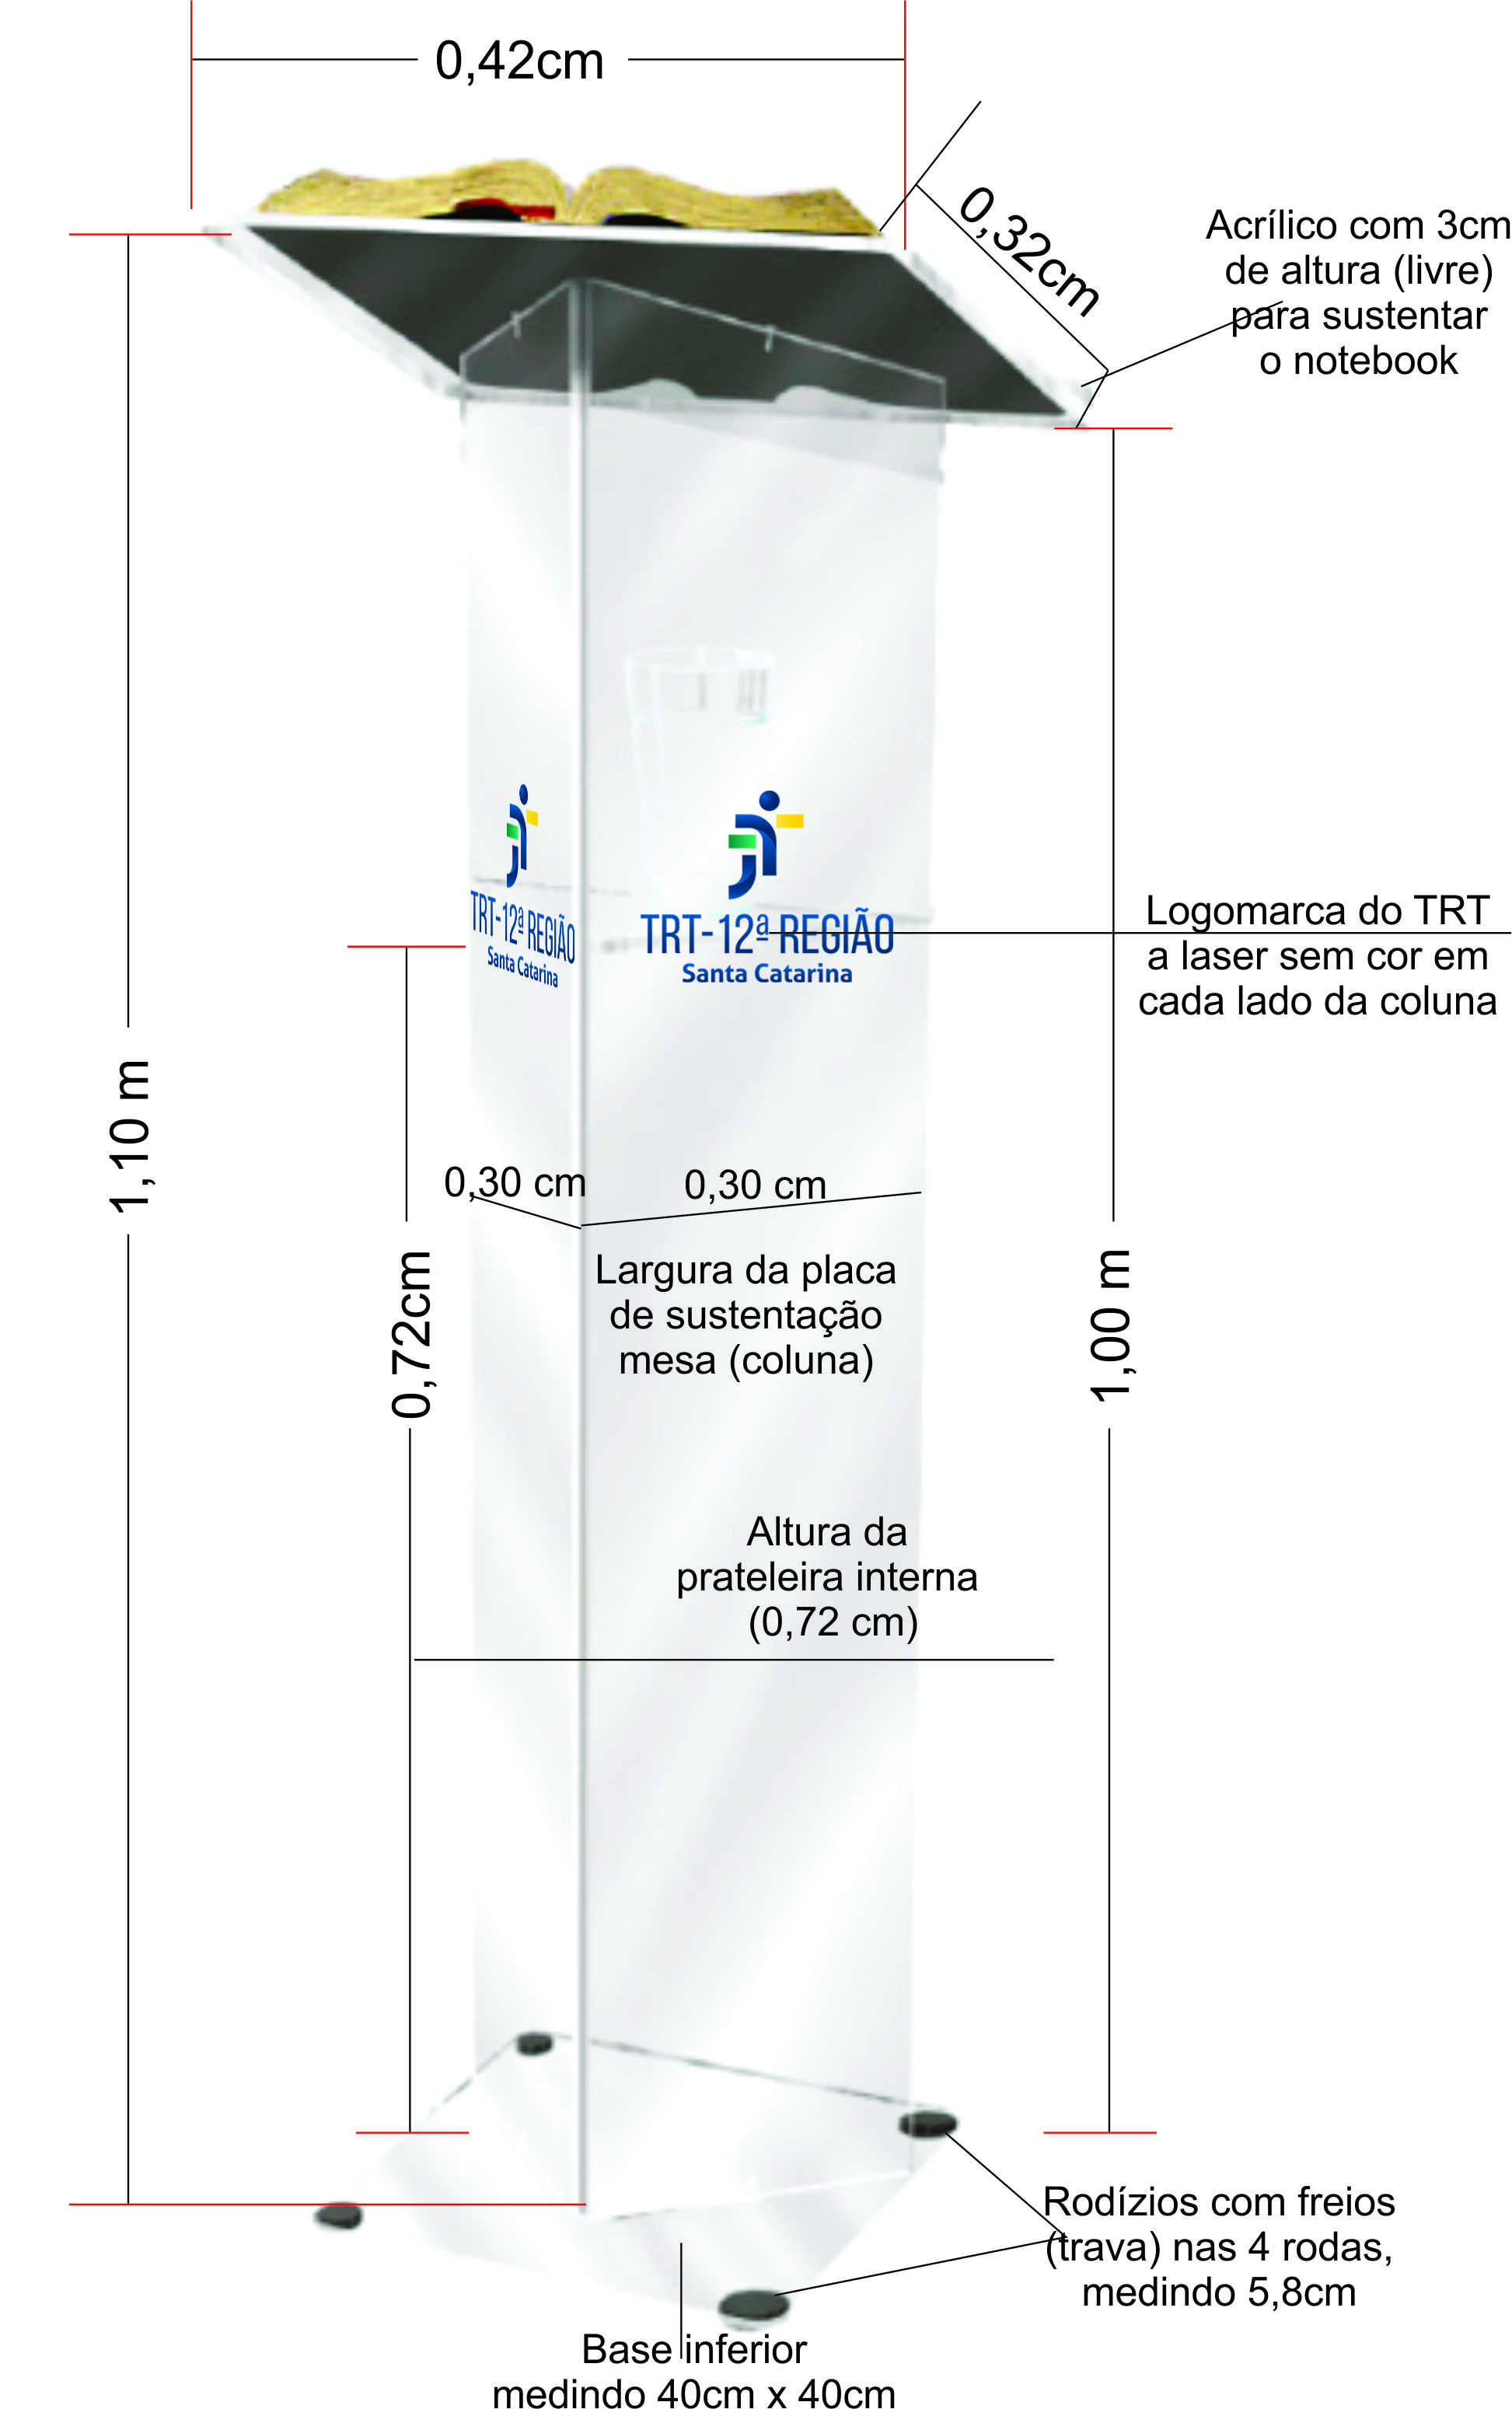 0,42cm
0,32cm
Acrílico com 3cm
de altura (livre)
para sustentar
o notebook
TRT-12ª REGIÃO
Santa Catarina
TRT-12ª REGIÃO
Santa Catarina
Logomarca do TRT
a laser sem cor em
cada lado da coluna
1,10 m
0,30 cm
0,30 cm
Largura da placa
de sustentação
mesa (coluna)
0,72cm
1,00 m
Altura da
prateleira interna
(0,72 cm)
Rodízios com freios
(trava) nas 4 rodas,
medindo 5,8cm
Base inferior
medindo 40cm x 40cm